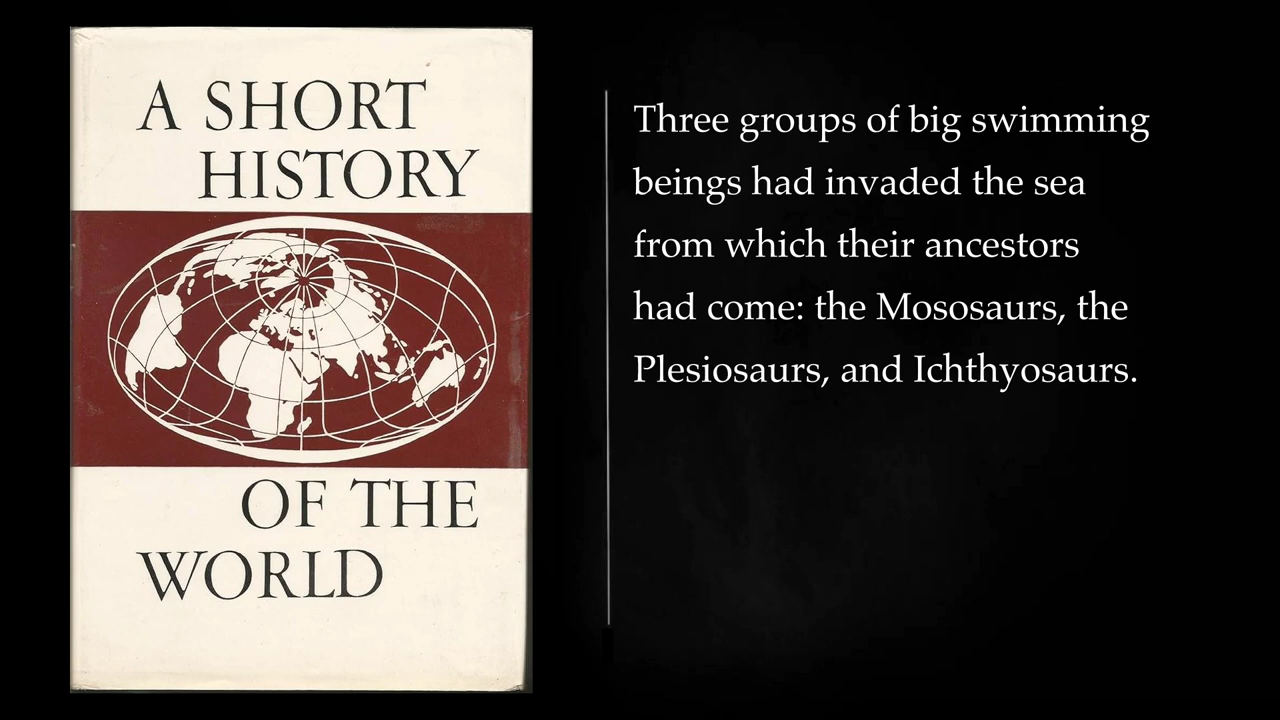 A SHORT
HISTORY
OF THE
WORLD
Three groups of big swimming
beings had invaded the sea
from which their ancestors
had come: the Mososaurs, the
Plesiosaurs, and Ichthyosaurs.